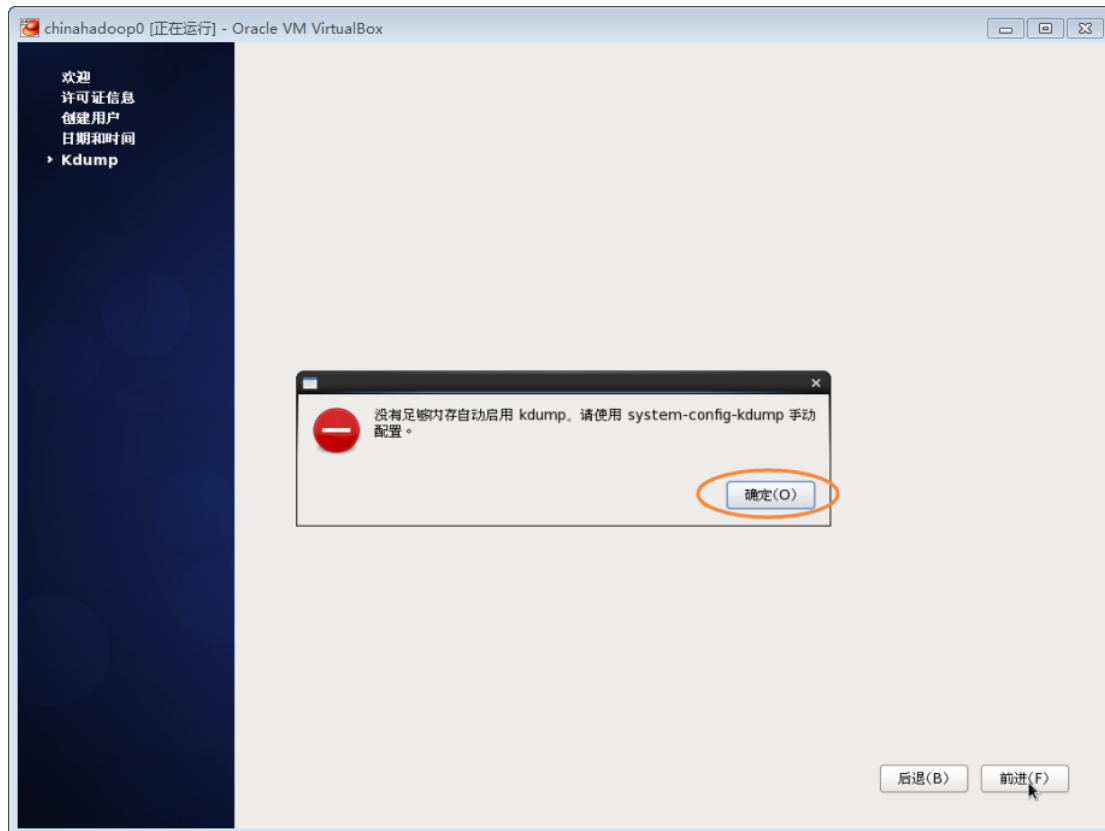 chinahadoop0 [正在运行] - Oracle VM VirtualBox
欢迎
许可证信息
创建用户
日期和时间
Kdump
没有足够内存自动启用 kdump。请使用 system-config-kdump 手动
配置。
确定(O)
后退(B)
前进(F)